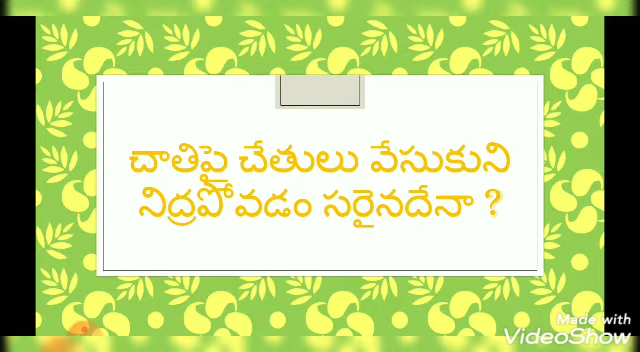 చాతిపై చేతులు వేసుకుని
నిద్రపోవడం సరైనదేనా ?
Made with
VideoShow